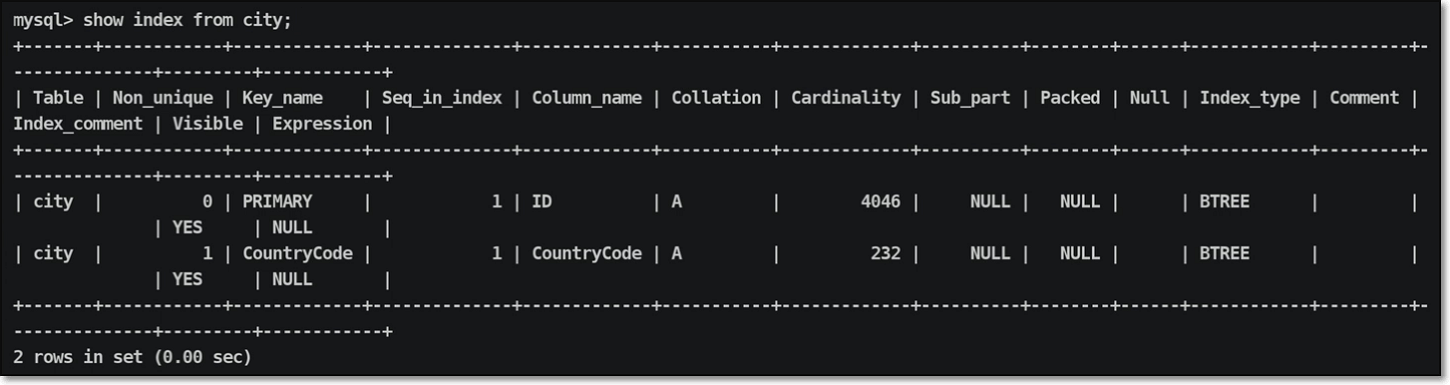 mysql> show index from city;
+-------+------------+-------------+--------------+-------------+-----------+-------------+----------+--------+------+------------+---------+-
--------------+---------+------------+
| Table | Non_unique | Key_name    | Seq_in_index | Column_name | Collation | Cardinality | Sub_part | Packed | Null | Index_type | Comment |
Index_comment | Visible | Expression |
+-------+------------+-------------+--------------+-------------+-----------+-------------+----------+--------+------+------------+---------+-
--------------+---------+------------+
| city  |          0 | PRIMARY     |            1 | ID          | A         |        4046 |     NULL |   NULL |      | BTREE      |         |
              | YES     | NULL       |
| city  |          1 | CountryCode |            1 | CountryCode | A         |         232 |     NULL |   NULL |      | BTREE      |         |
              | YES     | NULL       |
+-------+------------+-------------+--------------+-------------+-----------+-------------+----------+--------+------+------------+---------+-
--------------+---------+------------+
2 rows in set (0.00 sec)